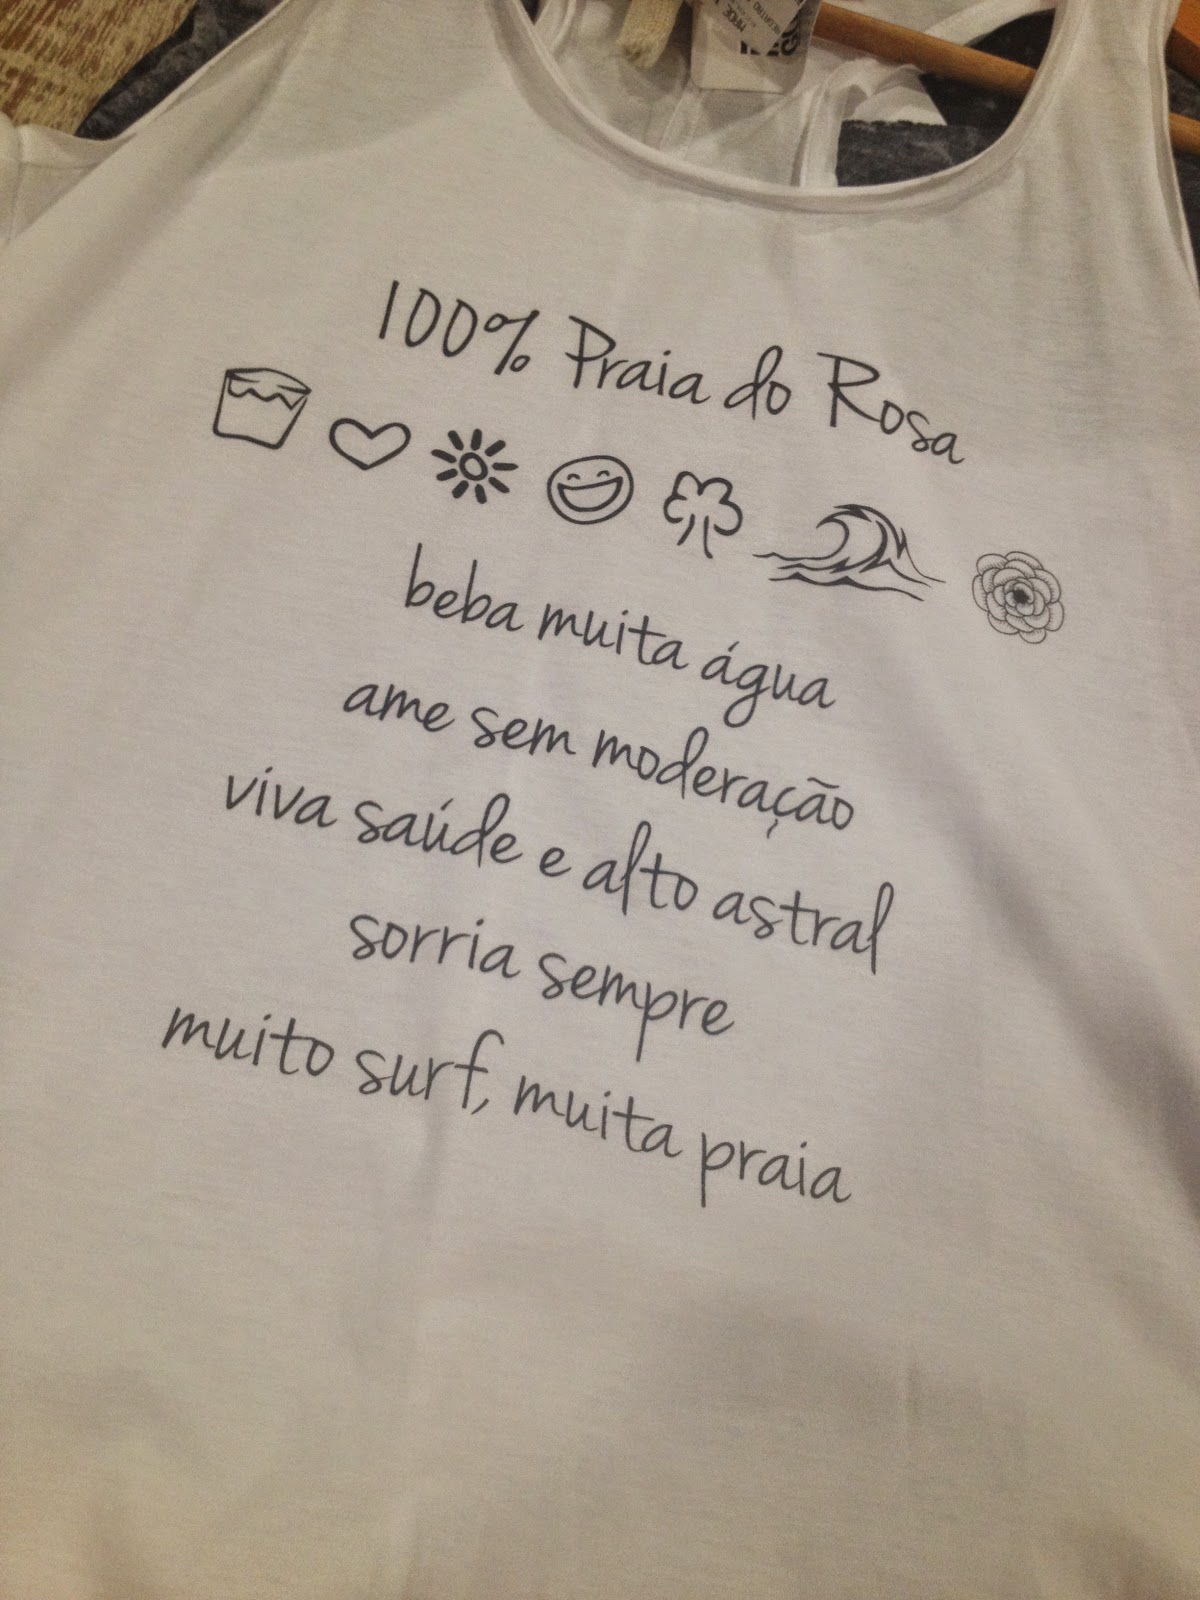 100% Praia do Rosa
beba muita água
ame sem moderação
viva saúde e alto astral
sorria sempre
muito surf, muita praia